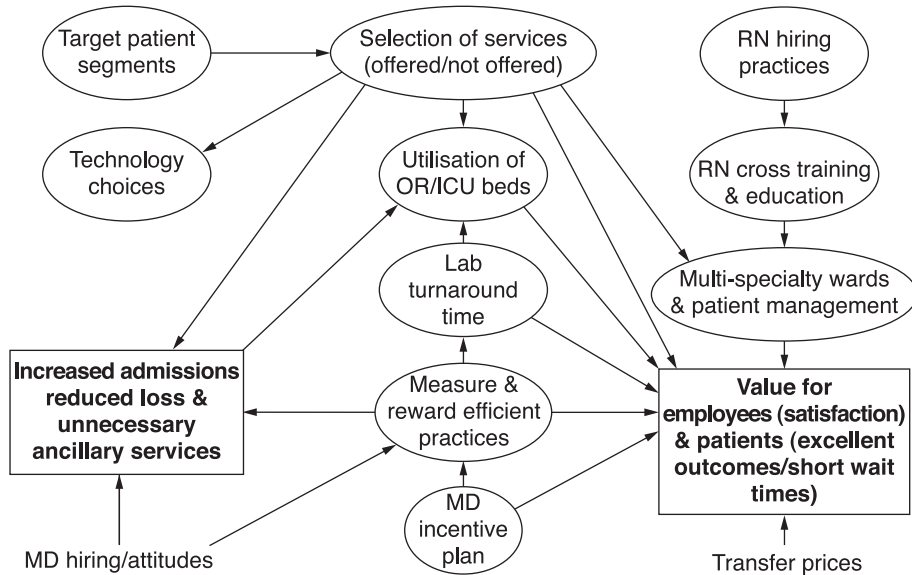 Target patient
segments
Selection of services
(offered/not offered)
RN hiring
practices
Technology
choices
Utilisation of
OR/ICU beds
RN cross training
& education
Lab
turnaround
time
Multi-specialty wards
& patient management
Increased admissions
reduced loss &
unnecessary
ancillary services
Measure &
reward efficient
practices
Value for
employees (satisfaction)
& patients (excellent
outcomes/short wait
times)
MD hiring/attitudes
MD
incentive
plan
Transfer prices